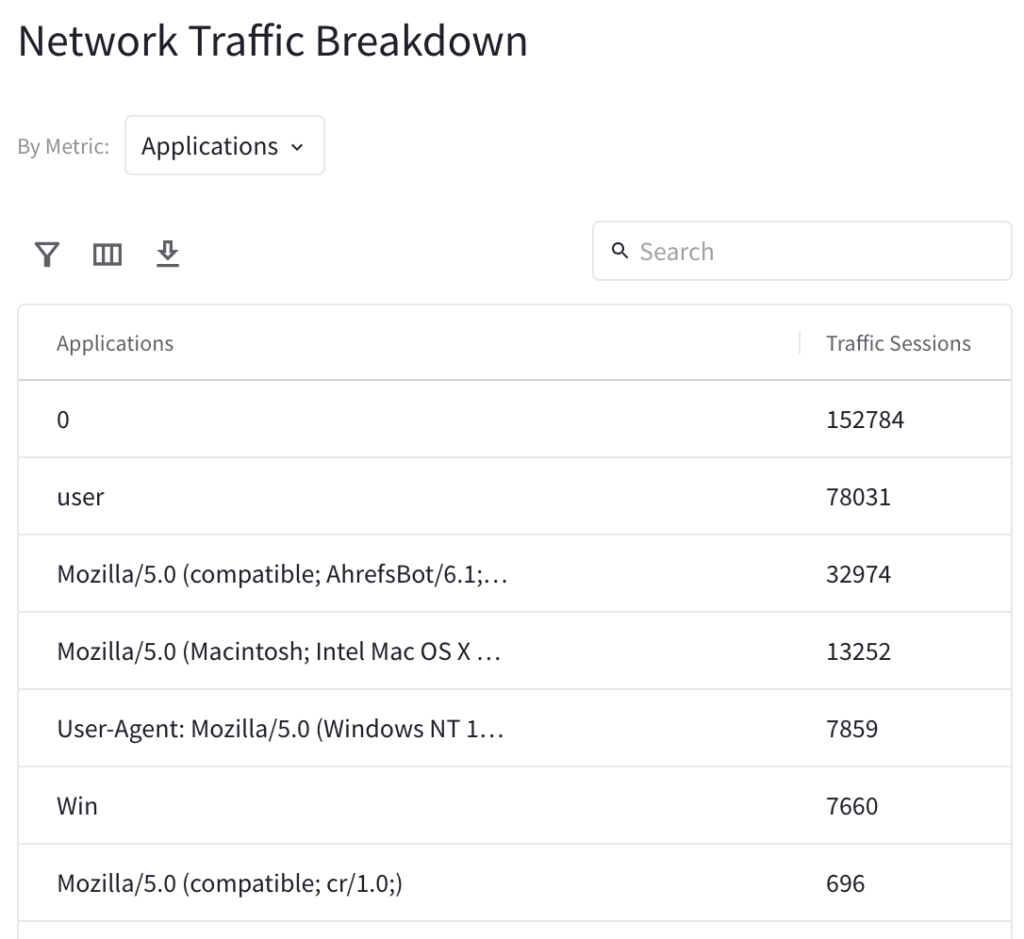 Network Traffic Breakdown
By Metric: Applications
Search
Applications Traffic Sessions
0 152784
user 78031
Mozilla/5.0 (compatible; AhrefsBot/6.1;... 32974
Mozilla/5.0 (Macintosh; Intel Mac OS X ... 13252
User-Agent: Mozilla/5.0 (Windows NT 1... 7859
Win 7660
Mozilla/5.0 (compatible; cr/1.0;) 696